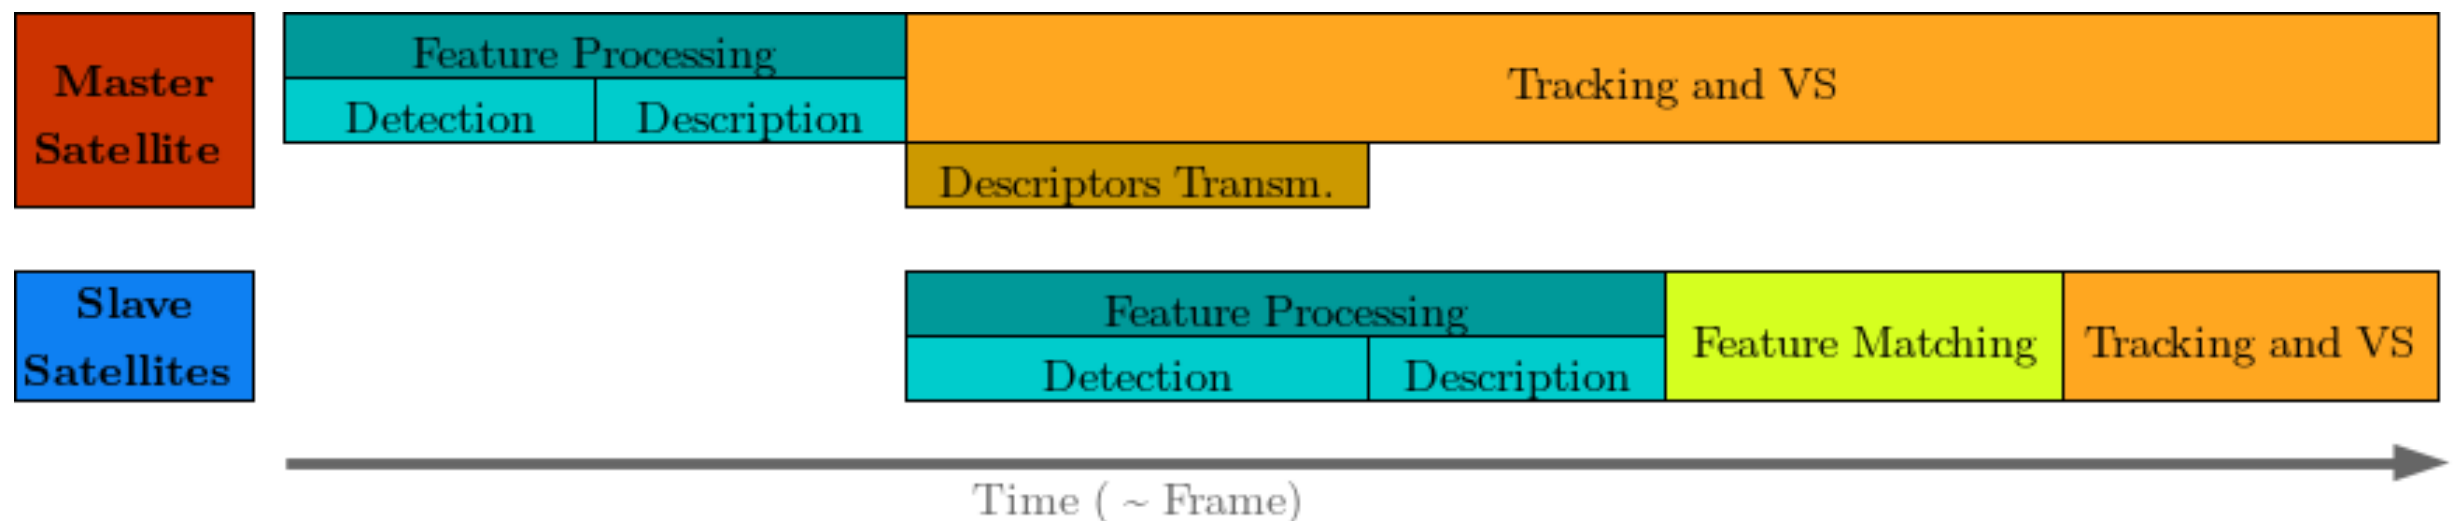 Master
Satellite
Feature Processing
Detection
Description
Tracking and VS
Descriptors Transm.
Slave
Satellites
Feature Processing
Detection
Description
Feature Matching
Tracking and VS
Time ( ~ Frame)